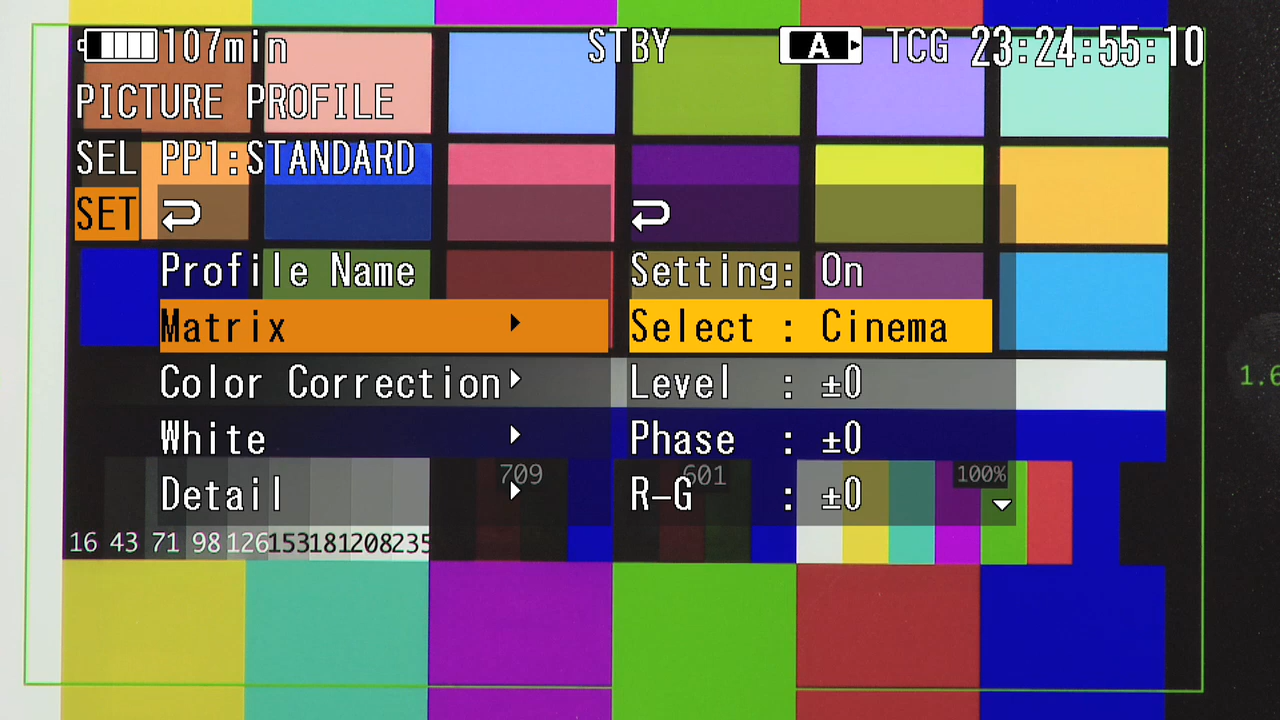 107min STBY A TCG 23:24:55:10
PICTURE PROFILE
SEL PP1:STANDARD
SET
Profile Name Setting: On
Matrix Select : Cinema
Color Correction Level : ±0
White Phase : ±0
Detail R-G : ±0
709 601 100%
16 43 71 98 126 153 181 208 235
1.6